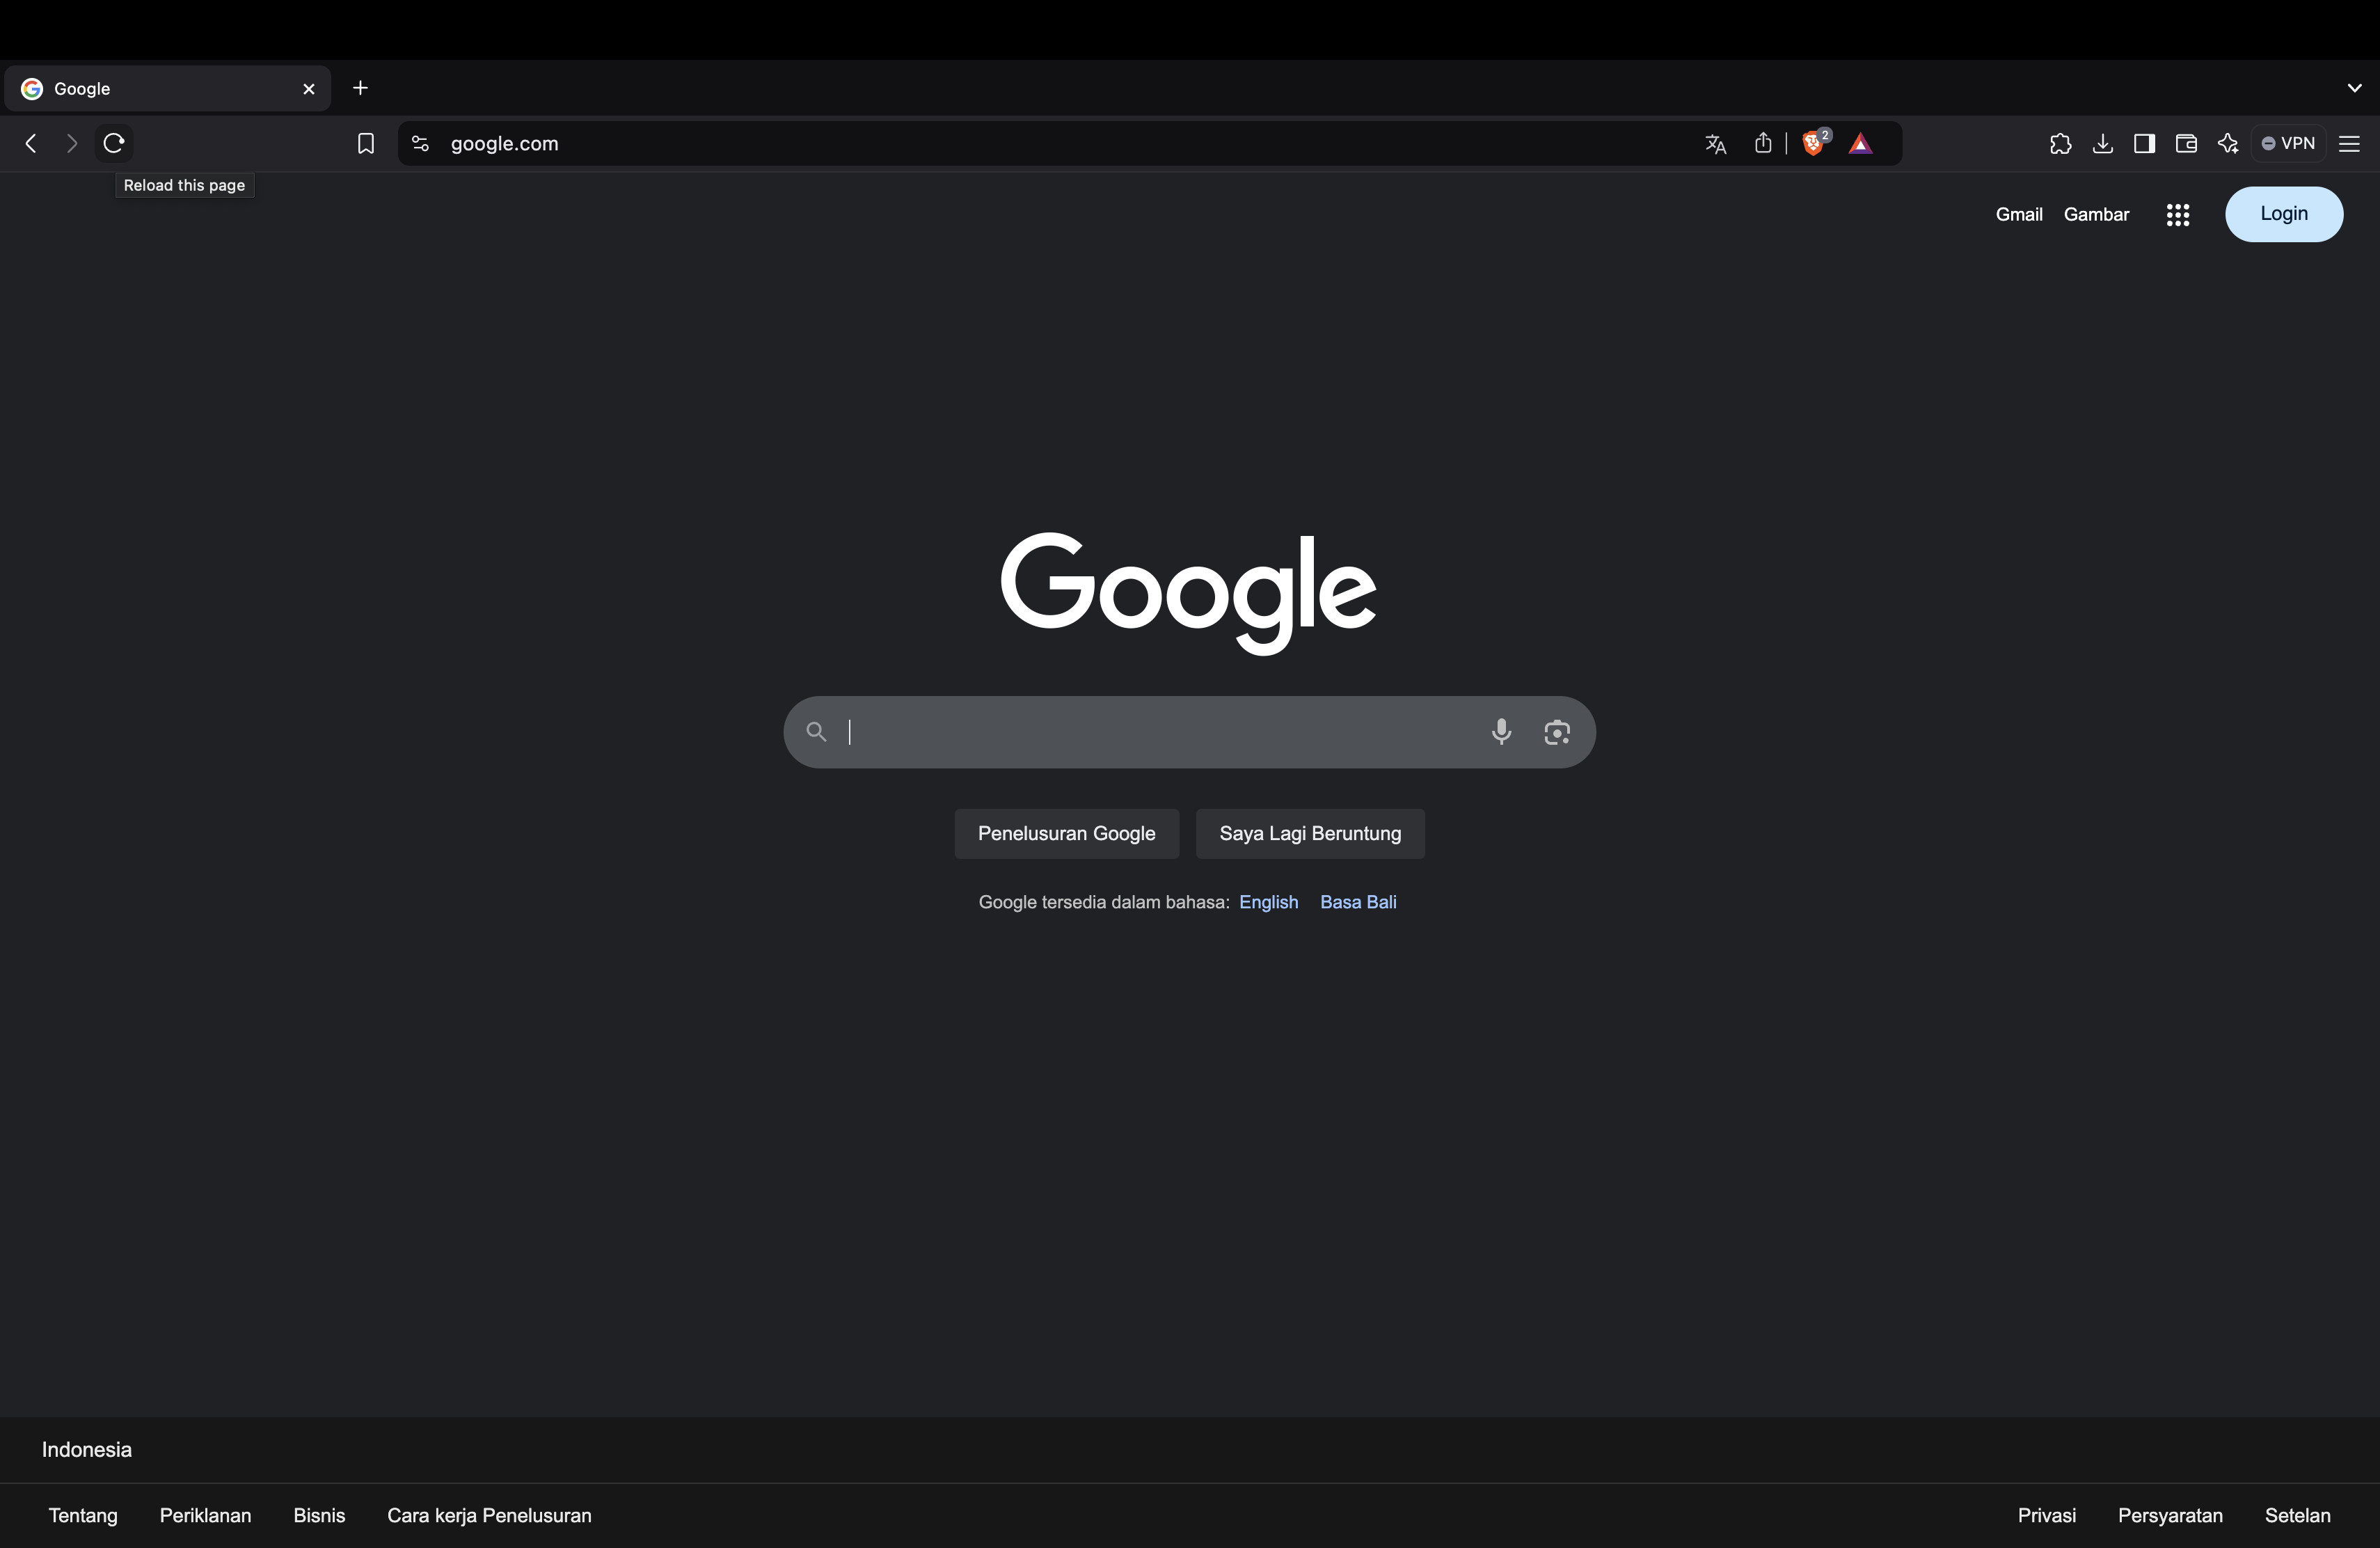 Google
google.com
2
VPN
Reload this page
Gmail Gambar Login
Google
Penelusuran Google Saya Lagi Beruntung
Google tersedia dalam bahasa: English Basa Bali
Indonesia
Tentang Periklanan Bisnis Cara kerja Penelusuran Privasi Persyaratan Setelan